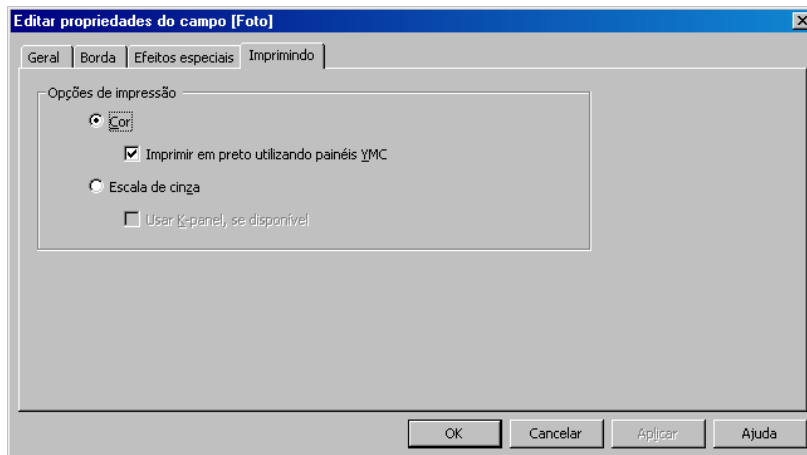 Editar propriedades do campo [Foto]
Geral Borda Efeitos especiais Imprimindo
Opções de impressão
Cor
Imprimir em preto utilizando painéis YMC
Escala de cinza
Usar K-panel, se disponível
OK Cancelar Aplicar Ajuda